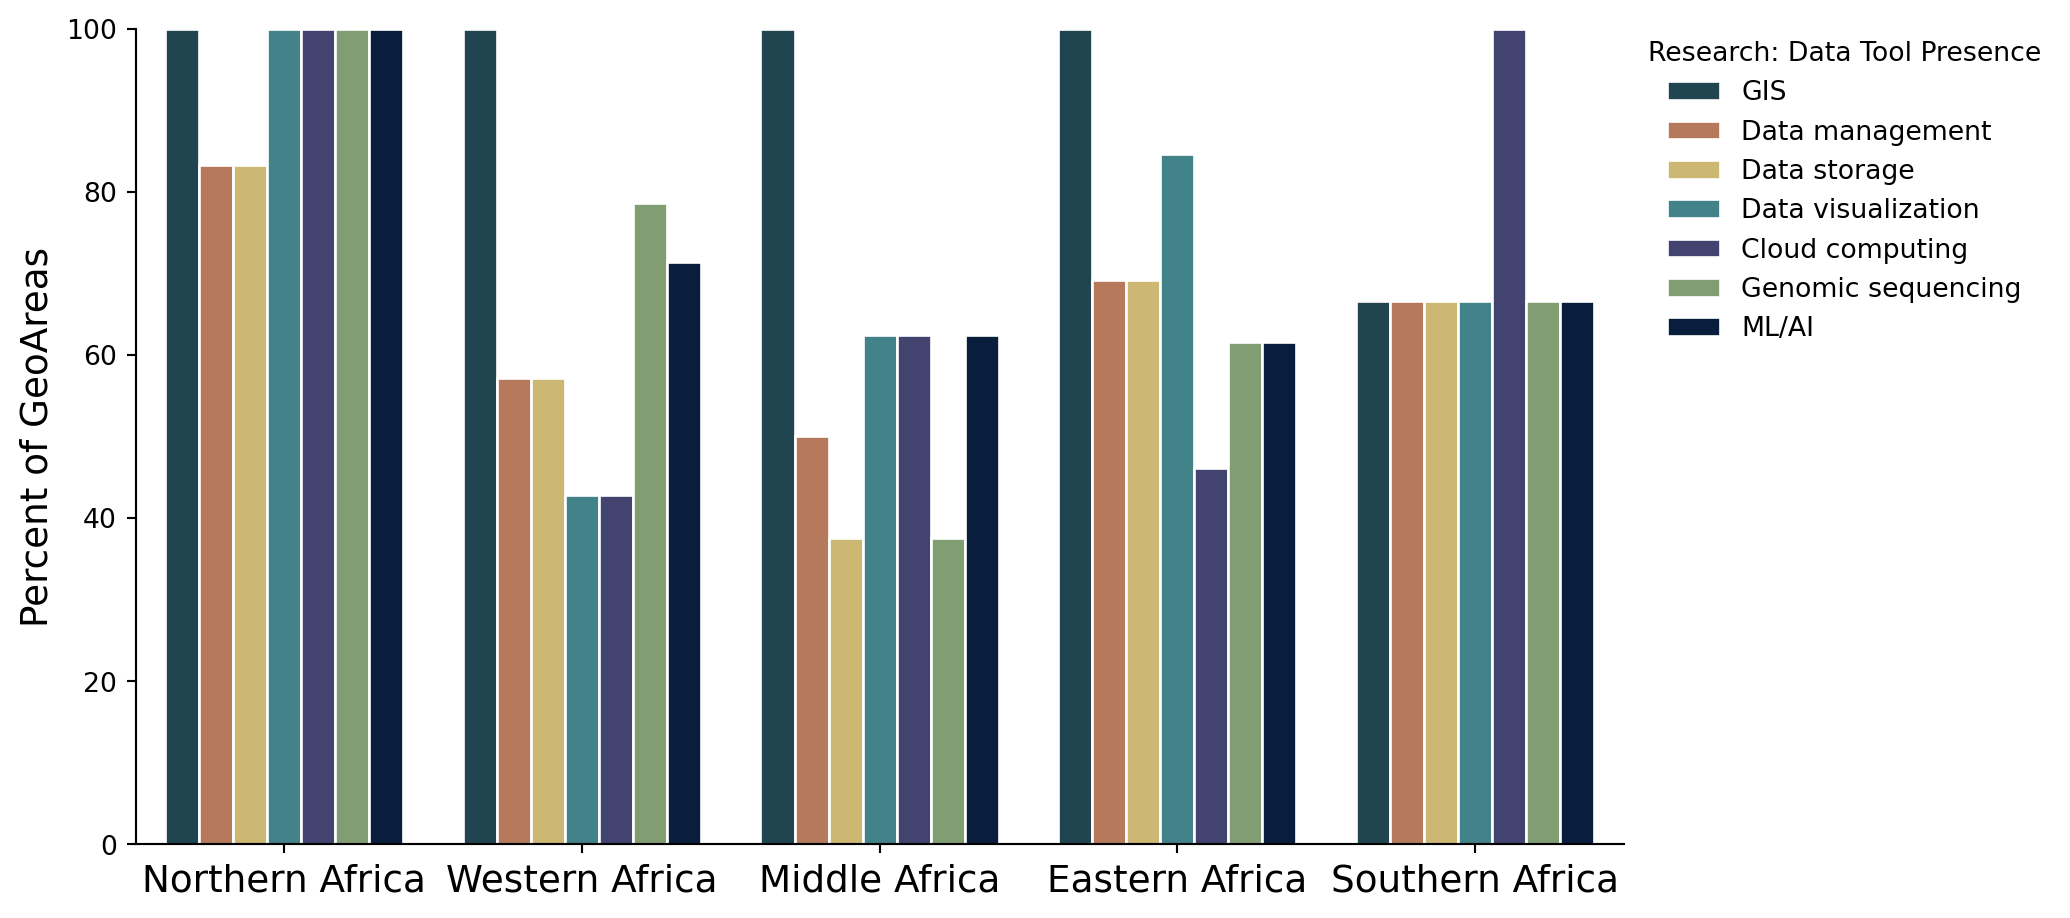 Percent of GeoAreas
100
80
60
40
20
0
Northern Africa
Western Africa
Middle Africa
Eastern Africa
Southern Africa
Research: Data Tool Presence
GIS
Data management
Data storage
Data visualization
Cloud computing
Genomic sequencing
ML/AI